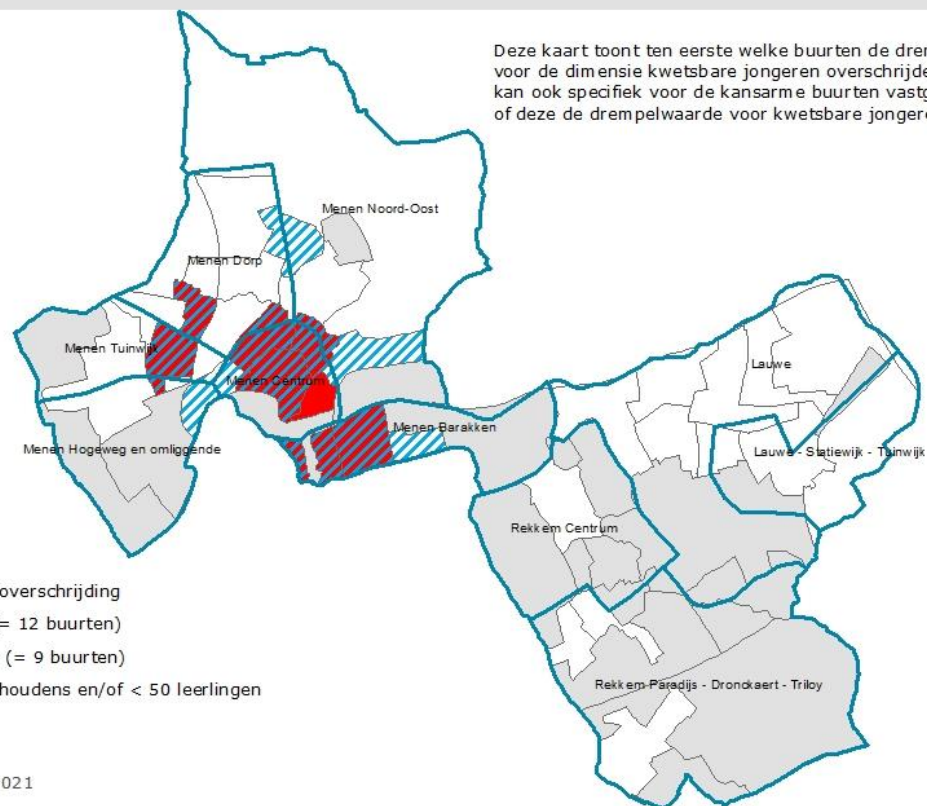 Deze kaart toont ten eerste welke buurten de drem
voor de dimensie kwetsbare jongeren overschrijde
kan ook specifiek voor de kansarme buurten vastg
of deze de drempelwaarde voor kwetsbare jongere
Menen Noord-Oost
Menen Dorp
Menen Tuinwijk
Lauwe
Menen Centrum
Menen Barakken
Menen Hogeweg en omliggende
Lauwe - Statiewijk - Tuinwijk
Rekkem Centrum
overschrijding
= 12 buurten)
(= 9 buurten)
houdens en/of < 50 leerlingen
Rekkem Paradijs - Dronckaert - Triloy
021